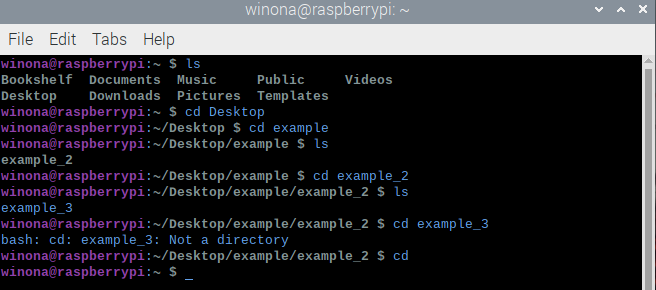 winona@raspberrypi: ~
File Edit Tabs Help
winona@raspberrypi:~ $ ls
Bookshelf  Documents  Music     Public     Videos
Desktop    Downloads  Pictures  Templates
winona@raspberrypi:~ $ cd Desktop
winona@raspberrypi:~/Desktop $ cd example
winona@raspberrypi:~/Desktop/example $ ls
example_2
winona@raspberrypi:~/Desktop/example $ cd example_2
winona@raspberrypi:~/Desktop/example/example_2 $ ls
example_3
winona@raspberrypi:~/Desktop/example/example_2 $ cd example_3
bash: cd: example_3: Not a directory
winona@raspberrypi:~/Desktop/example/example_2 $ cd
winona@raspberrypi:~ $ _